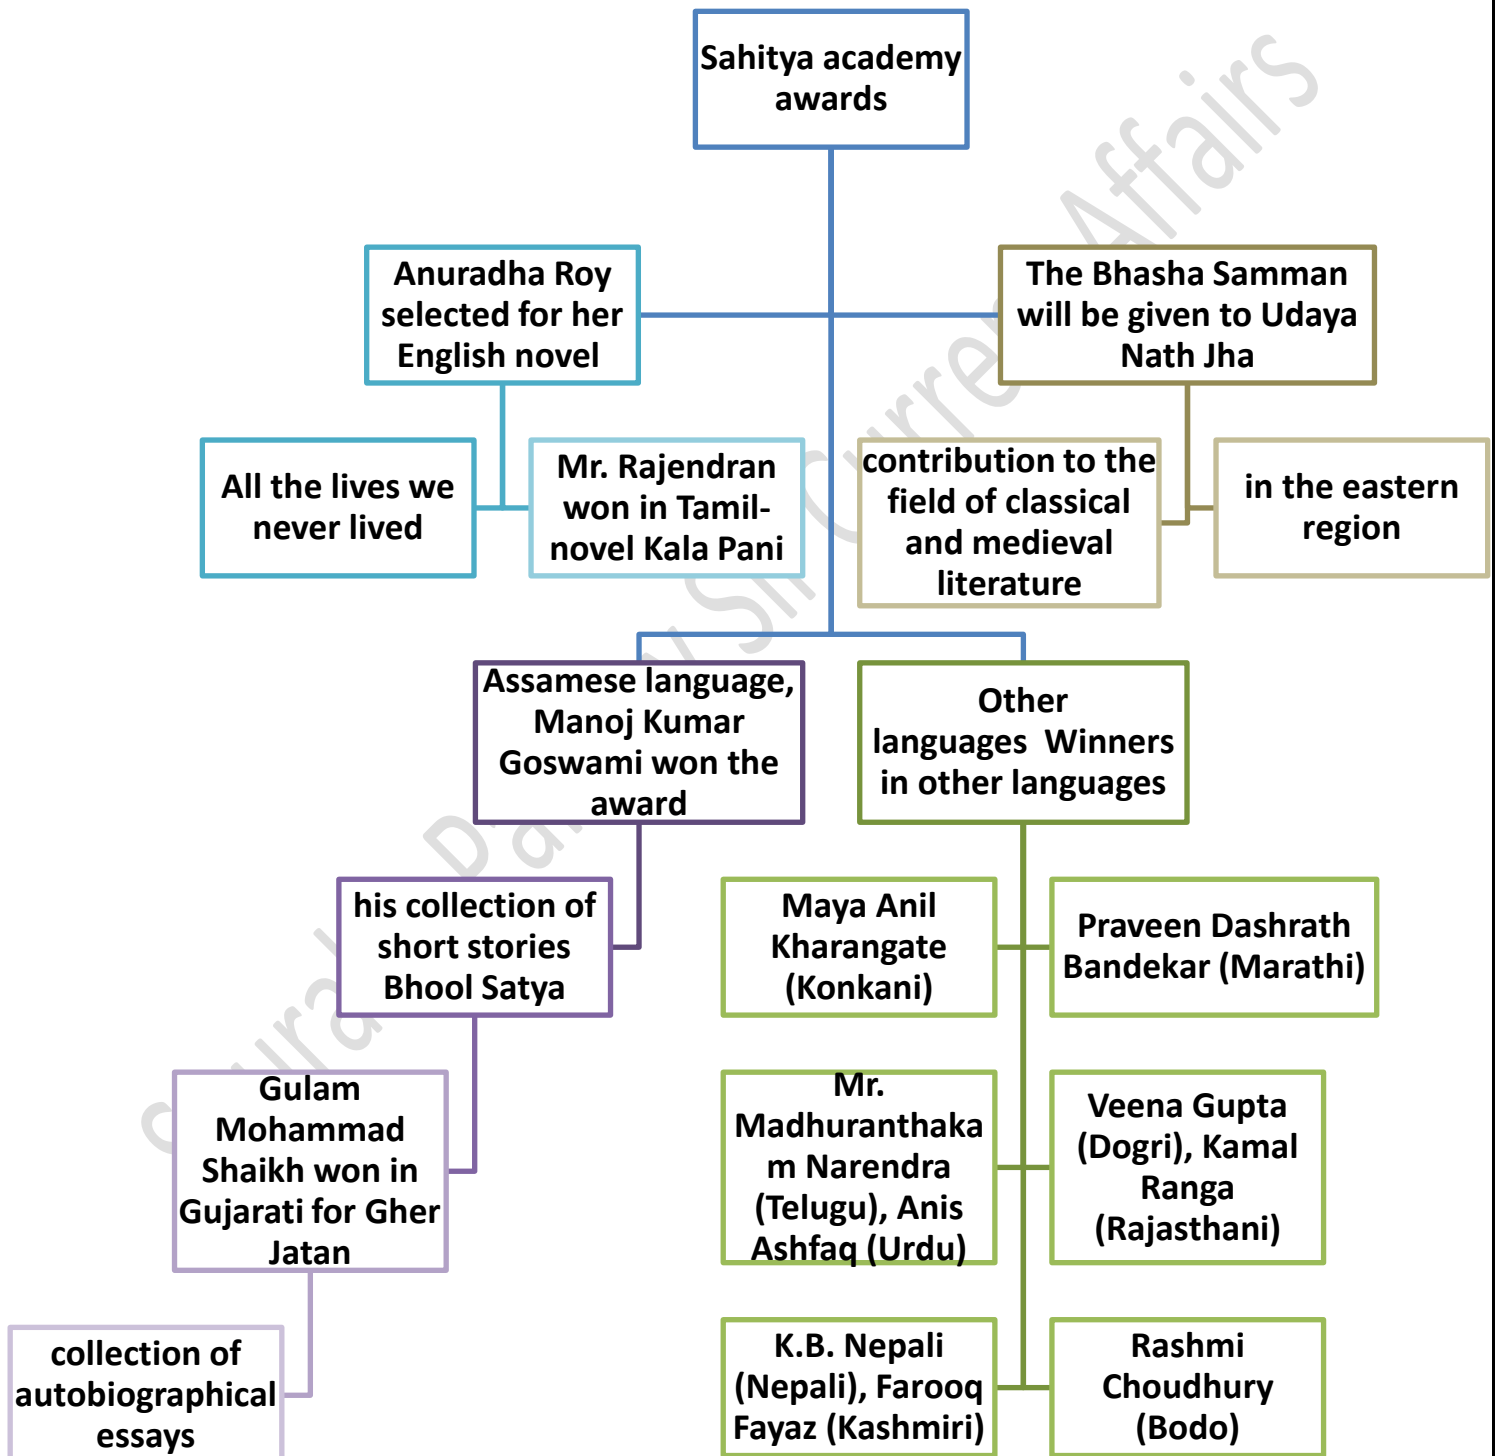 Sahitya academy
awards
Anuradha Roy
selected for her
English novel
The Bhasha Samman
will be given to Udaya
Nath Jha
All the lives we
never lived
Mr. Rajendran
won in Tamil-
novel Kala Pani
contribution to the
field of classical
and medieval
literature
in the eastern
region
Assamese language,
Manoj Kumar
Goswami won the
award
Other
languages  Winners
in other languages
his collection of
short stories
Bhool Satya
Maya Anil
Kharangate
(Konkani)
Praveen Dashrath
Bandekar (Marathi)
Gulam
Mohammad
Shaikh won in
Gujarati for Gher
Jatan
Mr.
Madhuranthaka
m Narendra
(Telugu), Anis
Ashfaq (Urdu)
Veena Gupta
(Dogri), Kamal
Ranga
(Rajasthani)
collection of
autobiographical
essays
K.B. Nepali
(Nepali), Farooq
Fayaz (Kashmiri)
Rashmi
Choudhury
(Bodo)
Affairs